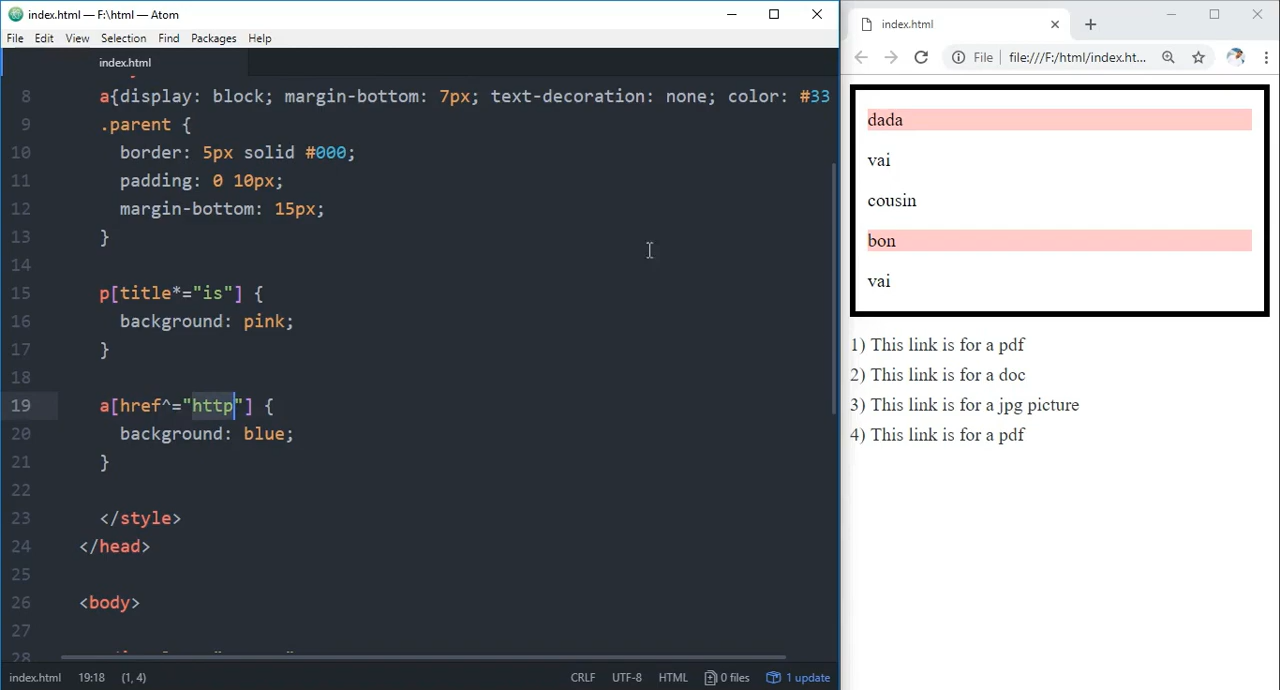 index.html — F:\html — Atom
File Edit View Selection Find Packages Help
index.html
8 a{display: block; margin-bottom: 7px; text-decoration: none; color: #33
9 .parent {
10 border: 5px solid #000;
11 padding: 0 10px;
12 margin-bottom: 15px;
13 }
14
15 p[title*="is"] {
16 background: pink;
17 }
18
19 a[href^="http"] {
20 background: blue;
21 }
22
23 </style>
24 </head>
25
26 <body>
27
28
index.html 19:18 (1, 4) CRLF UTF-8 HTML 0 files 1 update
index.html
File file:///F:/html/index.ht...
dada
vai
cousin
bon
vai
1) This link is for a pdf
2) This link is for a doc
3) This link is for a jpg picture
4) This link is for a pdf